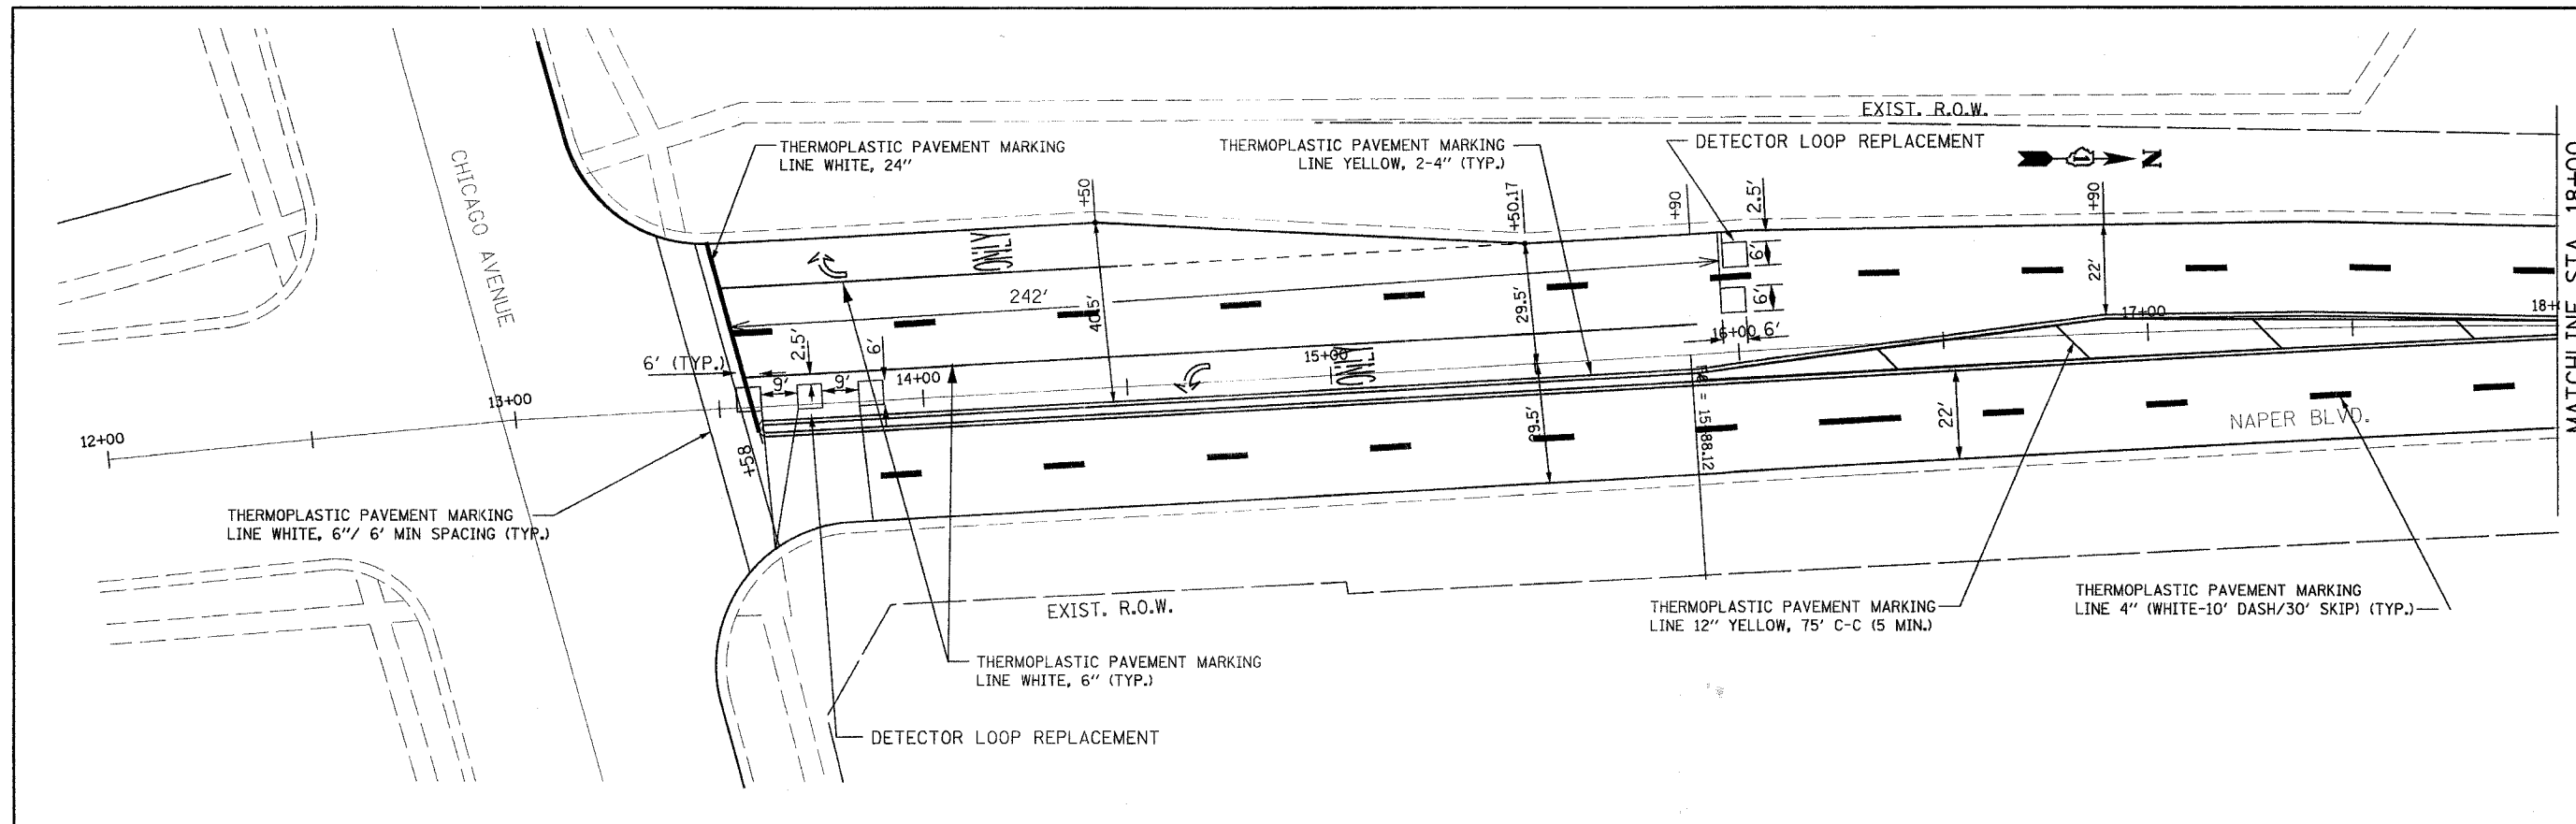 EXIST. R.O.W.
THERMOPLASTIC PAVEMENT MARKING
LINE WHITE, 24"
THERMOPLASTIC PAVEMENT MARKING
LINE YELLOW, 2-4" (TYP.)
DETECTOR LOOP REPLACEMENT
N
MATCHLINE STA. 18+00
CHICAGO AVENUE
+50
+50.17
+90
2.5'
+90
ONLY
6'
22'
242'
40.5'
29.5'
6'
17+00
18+
16+00
6'
6' (TYP.)
2.5'
6'
15+00
ONLY
9'
9'
14+00
13+00
12+00
+58
22'
NAPER BLVD.
= 15+88.12
THERMOPLASTIC PAVEMENT MARKING
LINE WHITE, 6"/ 6' MIN SPACING (TYP.)
EXIST. R.O.W.
THERMOPLASTIC PAVEMENT MARKING
LINE 12" YELLOW, 75' C-C (5 MIN.)
THERMOPLASTIC PAVEMENT MARKING
LINE 4" (WHITE-10' DASH/30' SKIP) (TYP.)
THERMOPLASTIC PAVEMENT MARKING
LINE WHITE, 6" (TYP.)
DETECTOR LOOP REPLACEMENT